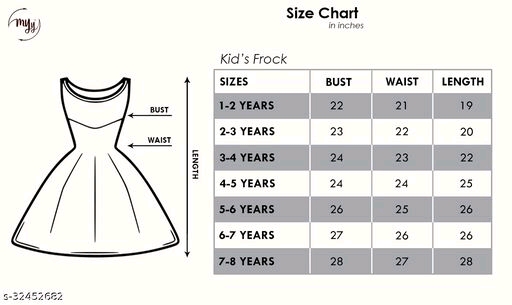 myy
Size Chart
in inches
Kid's Frock
SIZES BUST WAIST LENGTH
1-2 YEARS 22 21 19
2-3 YEARS 23 22 20
3-4 YEARS 24 23 22
4-5 YEARS 24 24 25
5-6 YEARS 26 25 26
6-7 YEARS 27 26 26
7-8 YEARS 28 27 28
BUST
WAIST
LENGTH
s-32452682